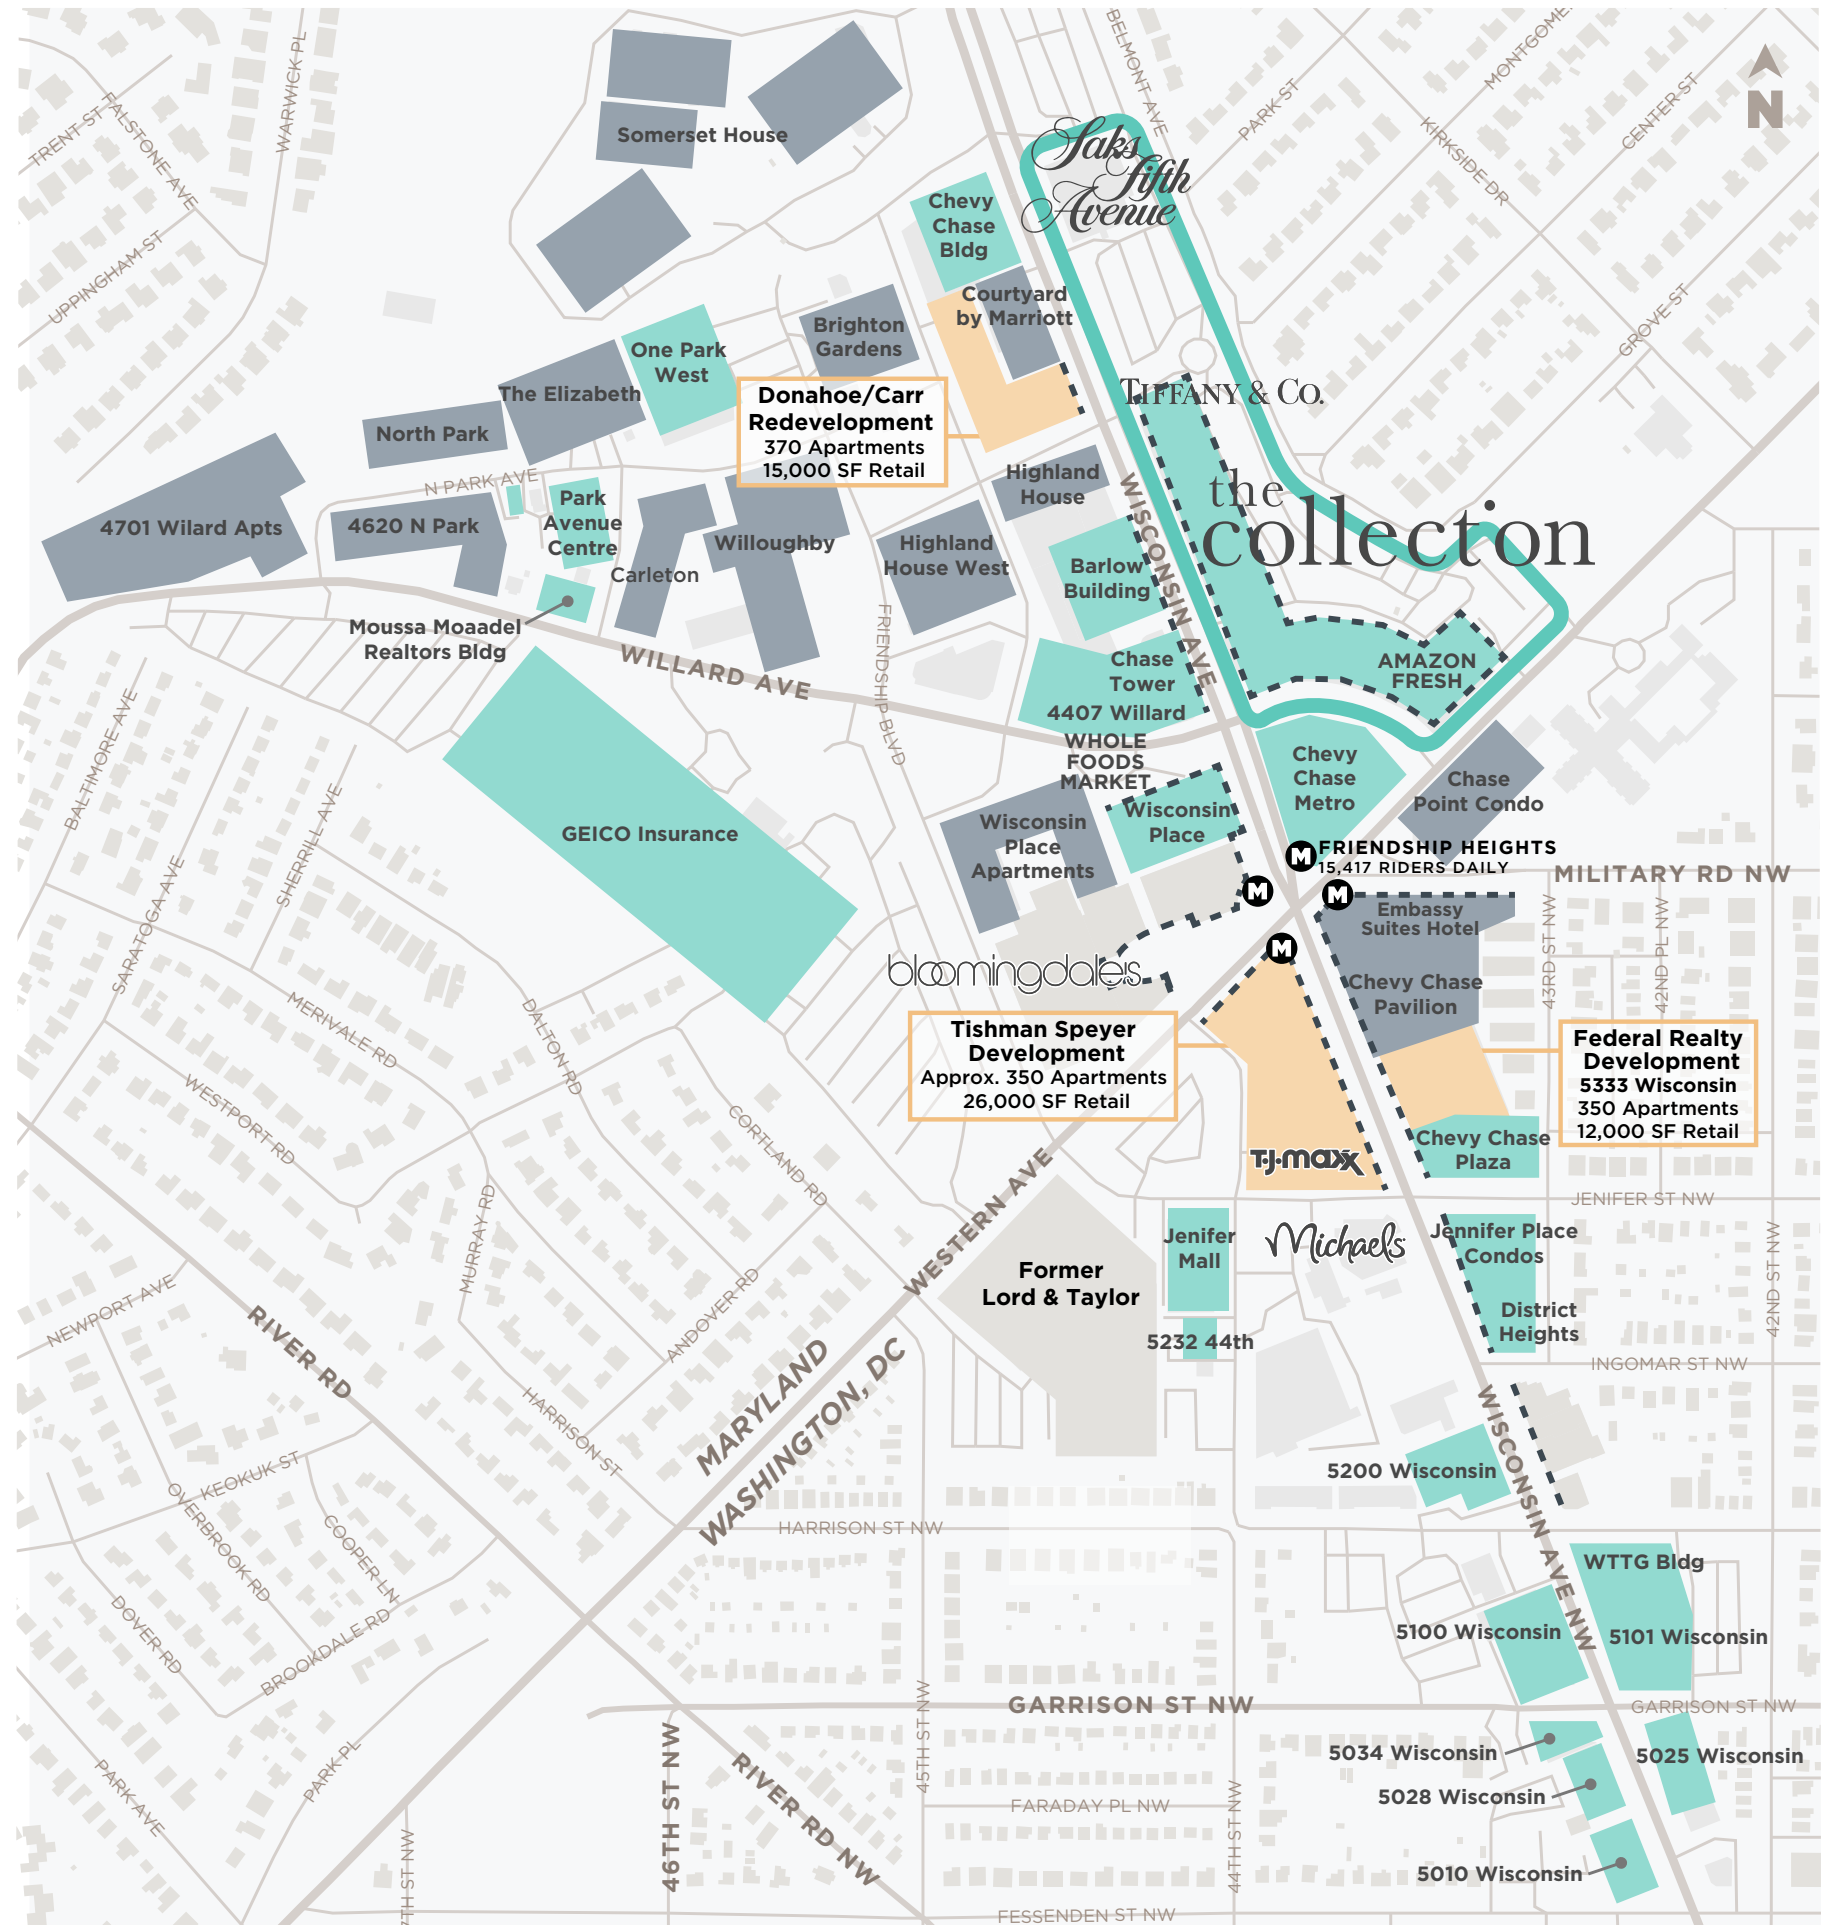 BELMONT AVE
MONTGOME
WARWICK PL
PARK ST
CENTER ST
N
TRENT ST
FALSTONE AVE
KIRKSIDE DR
Somerset House
Saks
fifth
Avenue
Chevy
Chase
Bldg
UPPINGHAM ST
GROVE ST
Courtyard
by Marriott
Brighton
Gardens
One Park
West
The Elizabeth
Donahoe/Carr
Redevelopment
370 Apartments
15,000 SF Retail
TIFFANY & CO.
North Park
N PARK AVE
Highland
House
the
collection
4701 Wilard Apts
4620 N Park
Park
Avenue
Centre
Willoughby
Carleton
Highland
House West
Barlow
Building
WISCONSIN AVE
Moussa Moaadel
Realtors Bldg
WILLARD AVE
FRIENDSHIP BLVD
Chase
Tower
4407 Willard
AMAZON
FRESH
WHOLE
FOODS
MARKET
Chevy
Chase
Metro
Chase
Point Condo
BALTIMORE AVE
SHERRILL AVE
SARATOGA AVE
GEICO Insurance
Wisconsin
Place
Apartments
Wisconsin
Place
M
FRIENDSHIP HEIGHTS
15,417 RIDERS DAILY
MILITARY RD NW
M
M
M
Embassy
Suites Hotel
43RD ST NW
42ND PL NW
bloomingdale's
Chevy Chase
Pavilion
MERIVALE RD
DALTON RD
Tishman Speyer
Development
Approx. 350 Apartments
26,000 SF Retail
Federal Realty
Development
5333 Wisconsin
350 Apartments
12,000 SF Retail
WESTPORT RD
CORTLAND RD
Chevy Chase
Plaza
T·J·maxx
WESTERN AVE
JENIFER ST NW
MURRAY RD
Jenifer
Mall
Michaels
Jennifer Place
Condos
42ND ST NW
Former
Lord & Taylor
NEWPORT AVE
RIVER RD
ANDOVER RD
District
Heights
5232 44th
INGOMAR ST NW
MARYLAND
WASHINGTON, DC
HARRISON ST
WISCONSIN AVE NW
5200 Wisconsin
KEOKUK ST
OVERBROOK RD
COOPER LN
HARRISON ST NW
WTTG Bldg
DOVER RD
BROOKDALE RD
5100 Wisconsin
5101 Wisconsin
45TH ST NW
GARRISON ST NW
GARRISON ST NW
46TH ST NW
RIVER RD NW
PARK AVE
PARK PL
5034 Wisconsin
5025 Wisconsin
5028 Wisconsin
FARADAY PL NW
44TH ST NW
7TH ST NW
5010 Wisconsin
FESSENDEN ST NW